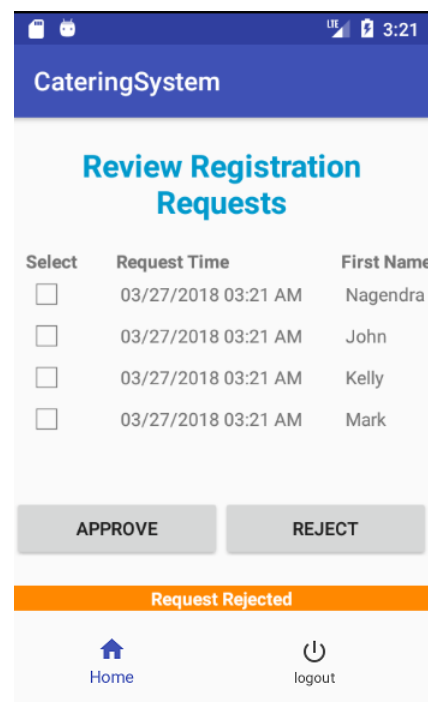 LTE 3:21
CateringSystem
Review Registration
Requests
Select Request Time First Name
03/27/2018 03:21 AM Nagendra
03/27/2018 03:21 AM John
03/27/2018 03:21 AM Kelly
03/27/2018 03:21 AM Mark
APPROVE REJECT
Request Rejected
Home logout